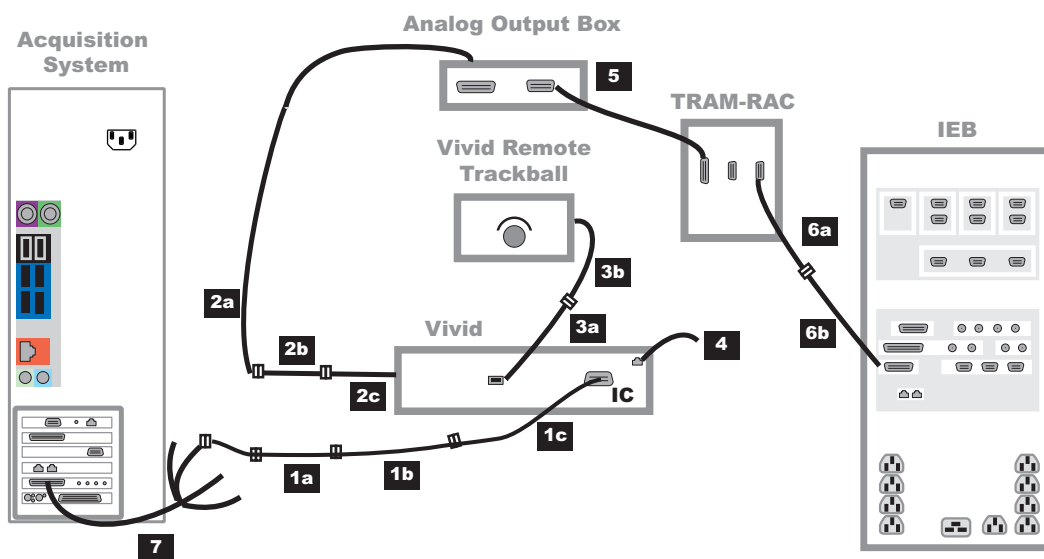 Analog Output Box
Acquisition
System
5
TRAM-RAC
IEB
Vivid Remote
Trackball
6a
3b
2a
3a
6b
Vivid
4
2b
2c
IC
1c
1a
1b
7